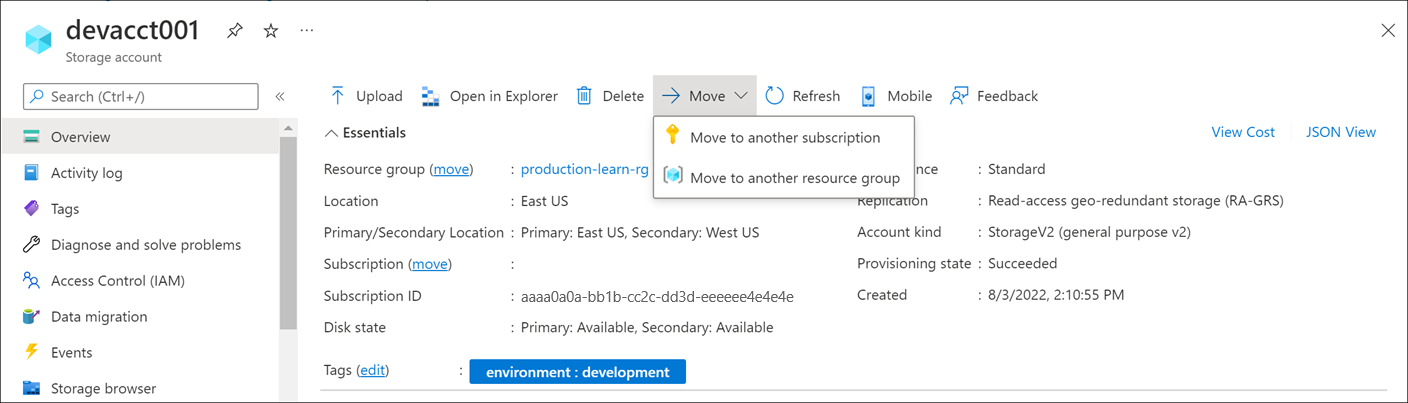 devacct001 ...
Storage account
Search (Ctrl+/)
«
Upload
Open in Explorer
Delete
Move
Refresh
Mobile
Feedback
Overview
Activity log
Tags
Diagnose and solve problems
Access Control (IAM)
Data migration
Events
Storage browser
Move to another subscription
Move to another resource group
Essentials
View Cost
JSON View
Resource group (move) : production-learn-rg
Location : East US
Primary/Secondary Location : Primary: East US, Secondary: West US
Subscription (move) :
Subscription ID : aaaa0a0a-bb1b-cc2c-dd3d-eeeeee4e4e4e
Disk state : Primary: Available, Secondary: Available
Tags (edit) : environment : development
: Standard
Replication : Read-access geo-redundant storage (RA-GRS)
Account kind : StorageV2 (general purpose v2)
Provisioning state : Succeeded
Created : 8/3/2022, 2:10:55 PM